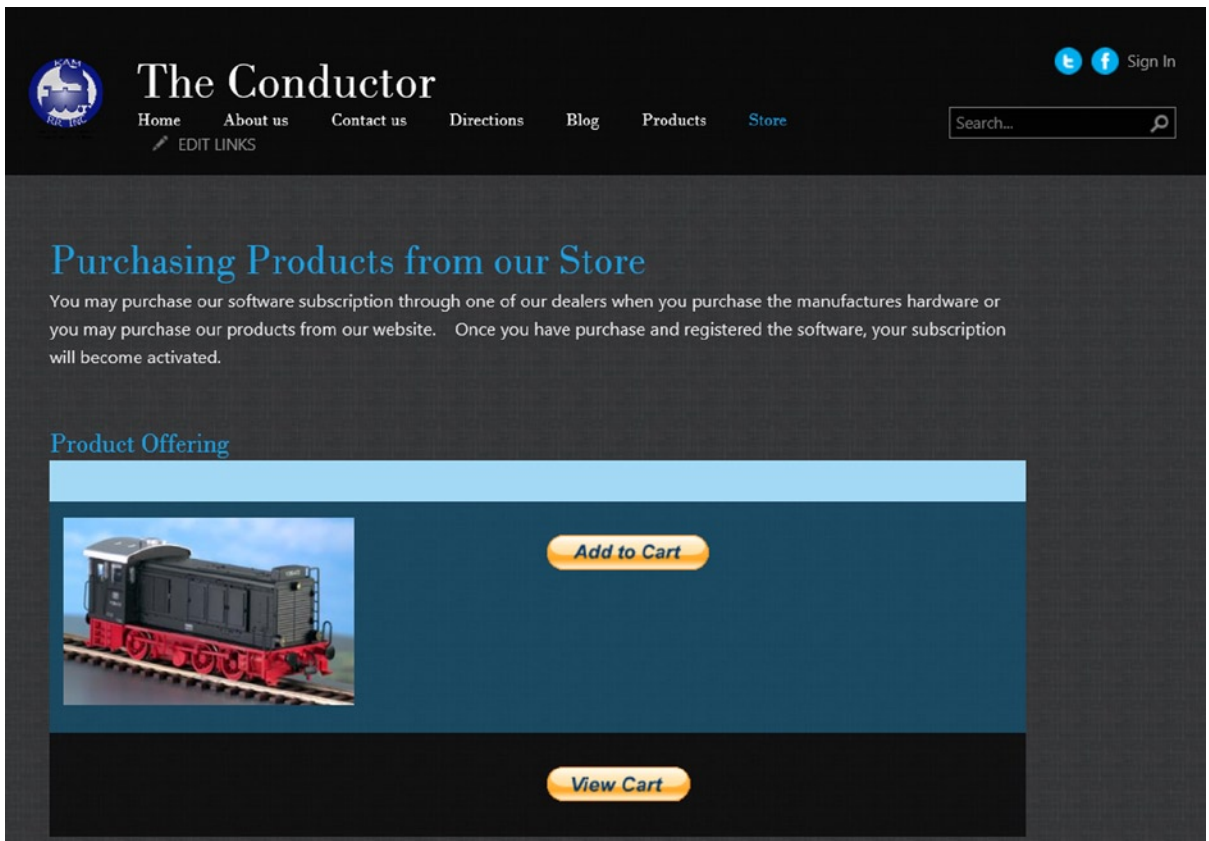 KAM
RR INC
The Conductor
Sign In
Home About us Contact us Directions Blog Products Store
Search...
EDIT LINKS
Purchasing Products from our Store
You may purchase our software subscription through one of our dealers when you purchase the manufactures hardware or
you may purchase our products from our website. Once you have purchase and registered the software, your subscription
will become activated.
Product Offering
Add to Cart
View Cart